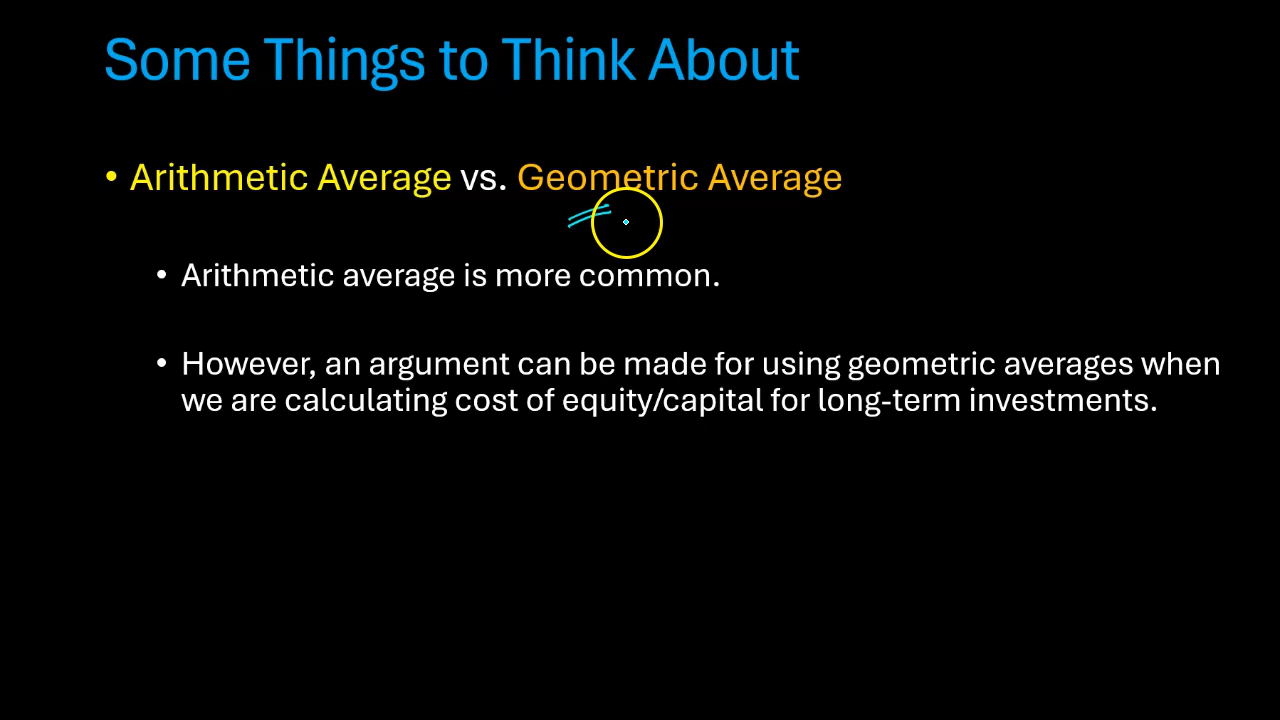 Some Things to Think About
• Arithmetic Average vs. Geometric Average
• Arithmetic average is more common.
• However, an argument can be made for using geometric averages when
we are calculating cost of equity/capital for long-term investments.